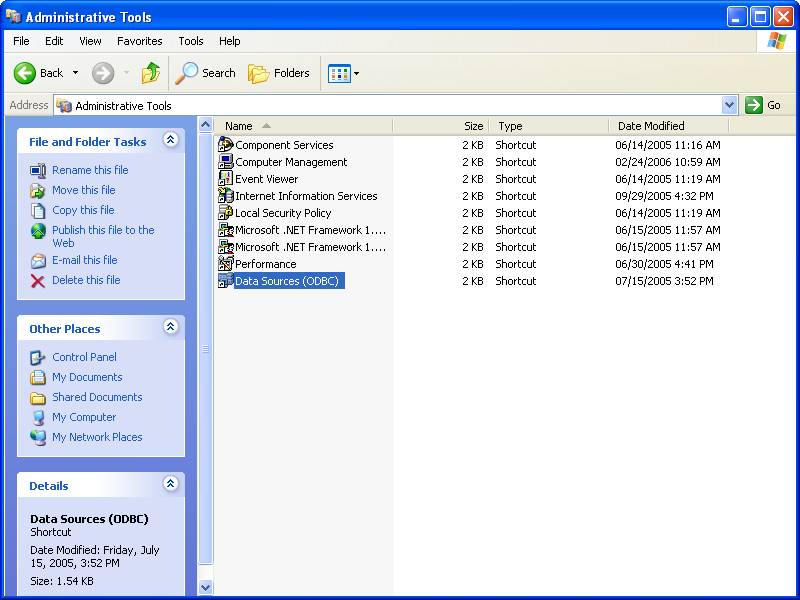 Administrative Tools
File Edit View Favorites Tools Help
Back Search Folders
Address Administrative Tools Go
File and Folder Tasks
Rename this file
Move this file
Copy this file
Publish this file to the
Web
E-mail this file
Delete this file
Other Places
Control Panel
My Documents
Shared Documents
My Computer
My Network Places
Details
Data Sources (ODBC)
Shortcut
Date Modified: Friday, July
15, 2005, 3:52 PM
Size: 1.54 KB
Name Size Type Date Modified
Component Services 2 KB Shortcut 06/14/2005 11:16 AM
Computer Management 2 KB Shortcut 02/24/2006 10:59 AM
Event Viewer 2 KB Shortcut 06/14/2005 11:19 AM
Internet Information Services 2 KB Shortcut 09/29/2005 4:32 PM
Local Security Policy 2 KB Shortcut 06/14/2005 11:19 AM
Microsoft .NET Framework 1.... 2 KB Shortcut 06/15/2005 11:57 AM
Microsoft .NET Framework 1.... 2 KB Shortcut 06/15/2005 11:57 AM
Performance 2 KB Shortcut 06/30/2005 4:41 PM
Data Sources (ODBC) 2 KB Shortcut 07/15/2005 3:52 PM